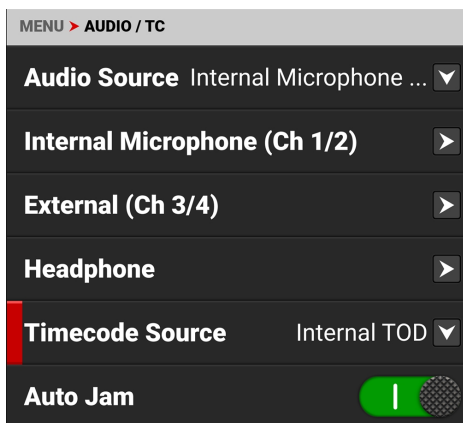 MENU ➤ AUDIO / TC
Audio Source Internal Microphone ...
Internal Microphone (Ch 1/2)
External (Ch 3/4)
Headphone
Timecode Source Internal TOD
Auto Jam